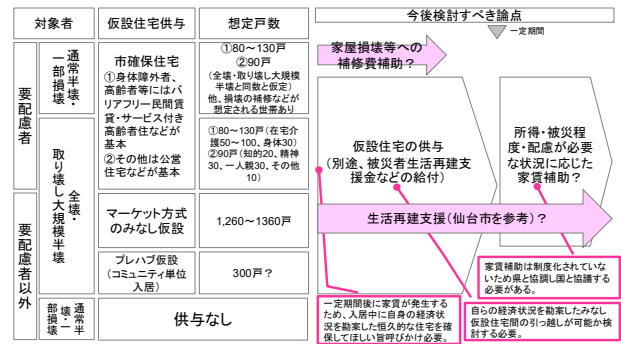 対象者
仮設住宅供与
想定戸数
今後検討すべき論点
一定期間
要配慮者
通常半壊・
一部損壊
市確保住宅
①身体障外者、
高齢者等にはバ
リアフリー民間賃
貸・サービス付き
高齢者住などが
基本
②その他は公営
住宅などが基本
①80～130戸
②90戸
(全壊・取り壊し大規模
半壊と同数と仮定)
他、損壊の補修などが
想定される世帯あり
①80～130戸(在宅介
護50～100、身体30)
②90戸(知的20、精神
30、一人親30、その他
10)
家屋損壊等への
補修費補助？
仮設住宅の供与
(別途、被災者生活再建支
援金などの給付)
所得・被災程
度・配慮が必要
な状況に応じた
家賃補助？
全壊・
取り壊し大規模半壊
要配慮者以外
マーケット方式
のみなし仮設
1,260～1360戸
生活再建支援(仙台市を参考)？
プレハブ仮設
(コミュニティ単位
入居)
300戸？
通常半
壊・一
部損壊
供与なし
家賃補助は制度化されていな
いため県と協調し国と協議する
必要がある。
一定期間後に家賃が発生す
るため、入居中に自身の経済状
況を勘案した恒久的な住宅を確
保してほしい旨呼びかけ必要。
自らの経済状況を勘案したみなし
仮設住宅間の引っ越しが可能か検
討する必要。